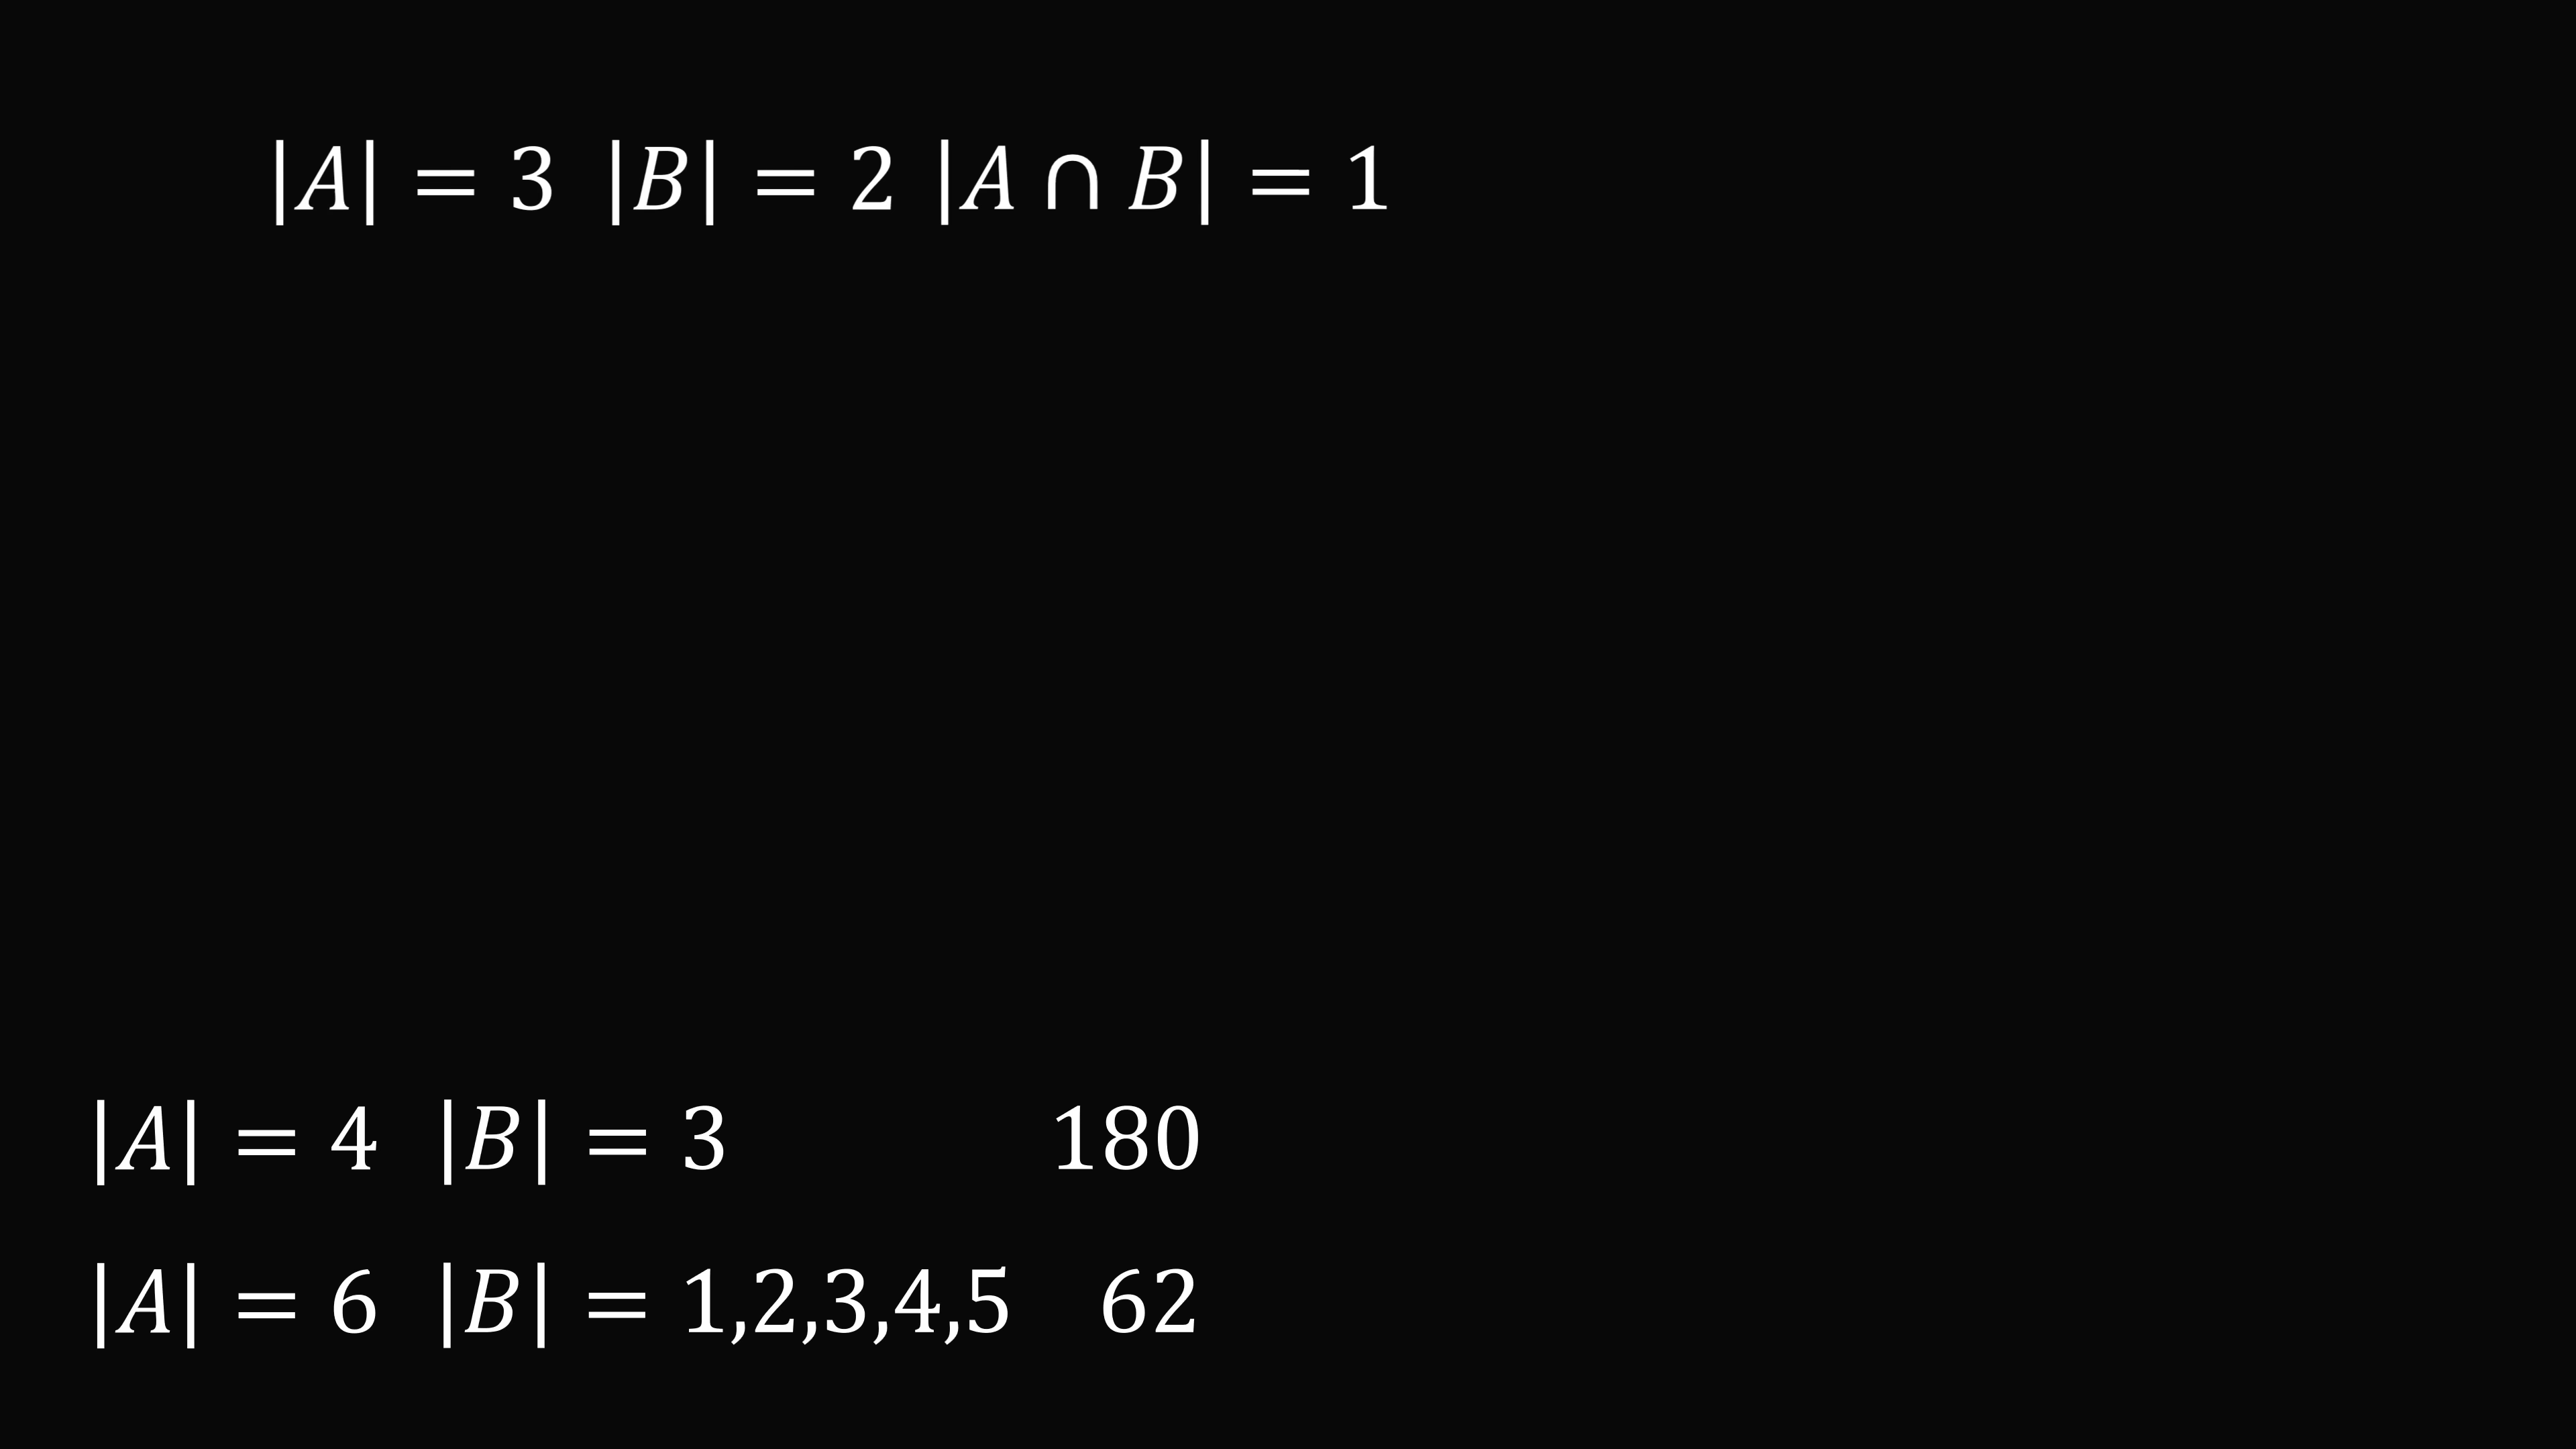 |A| = 3 |B| = 2 |A ∩ B| = 1
|A| = 4 |B| = 3 180
|A| = 6 |B| = 1,2,3,4,5 62